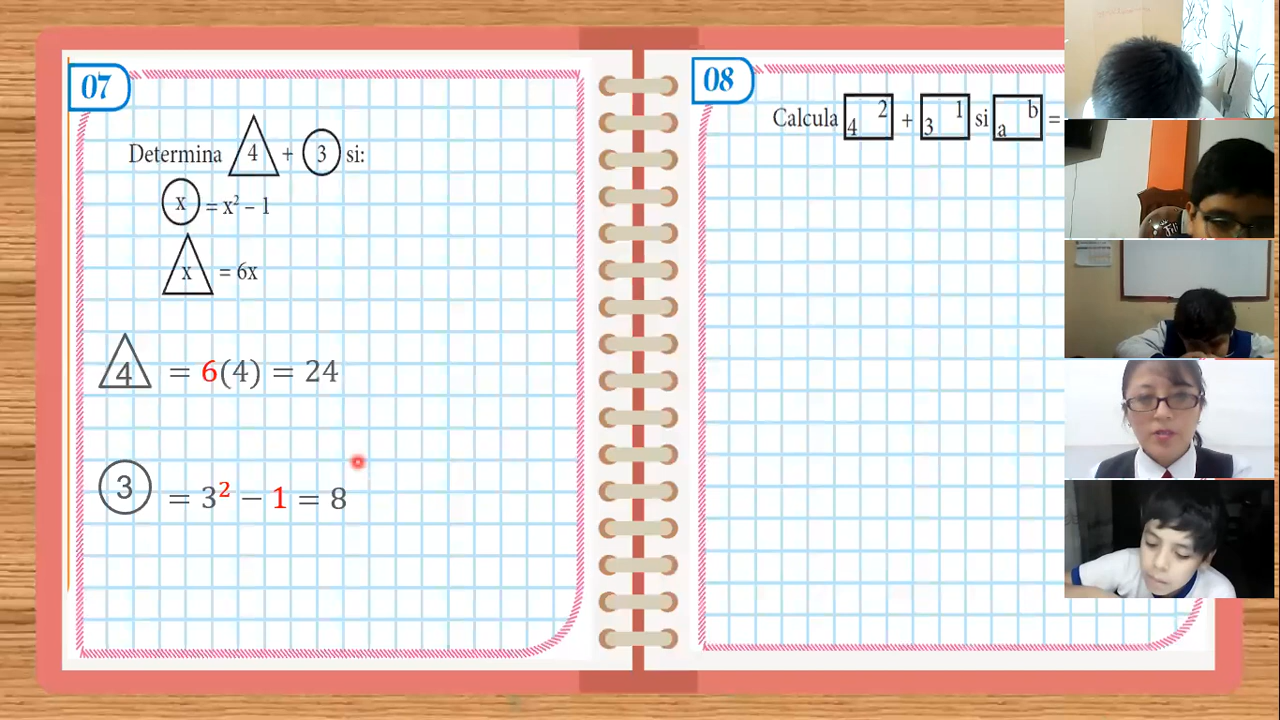 07
Determina 4 + 3 si:
x = x² – 1
x = 6x
4 = 6(4) = 24
3 = 3² − 1 = 8
08
Calcula 4 2 + 3 1 si a b =